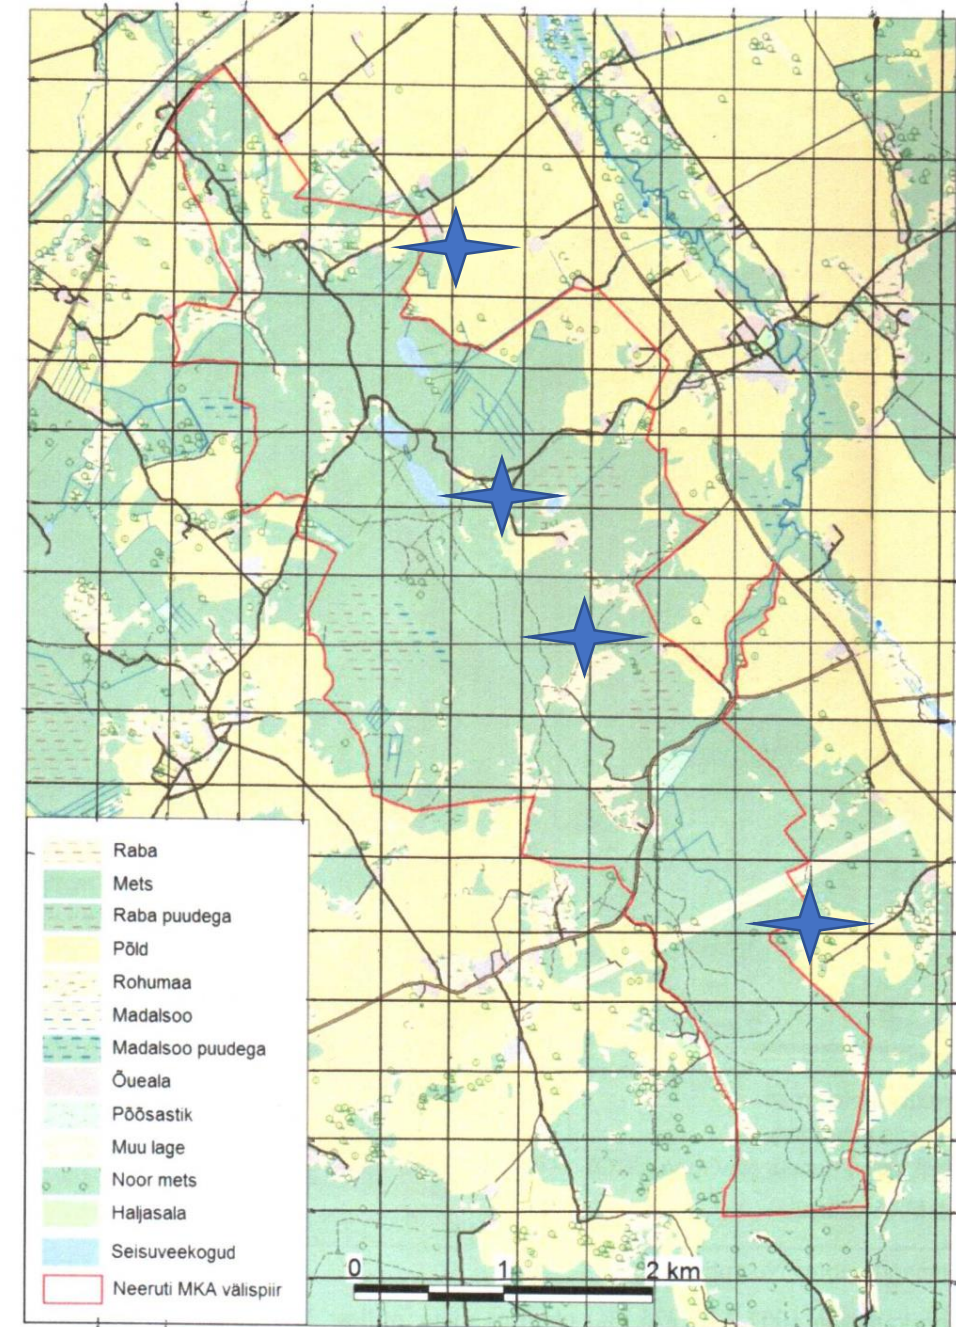 Raba
Mets
Raba puudega
Põld
Rohumaa
Madalsoo
Madalsoo puudega
Õueala
Põõsastik
Muu lage
Noor mets
Haljasala
Seisuveekogud
Neeruti MKA välispiir
0 1 2 km